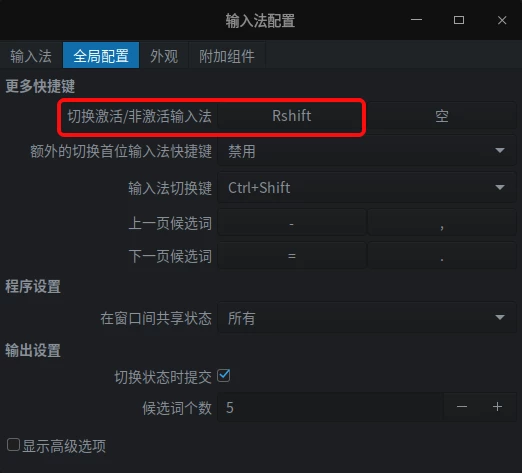 输入法配置
输入法 全局配置 外观 附加组件
更多快捷键
切换激活/非激活输入法 Rshift 空
额外的切换首位输入法快捷键 禁用
输入法切换键 Ctrl+Shift
上一页候选词 - ,
下一页候选词 = .
程序设置
在窗口间共享状态 所有
输出设置
切换状态时提交
候选词个数 5
显示高级选项